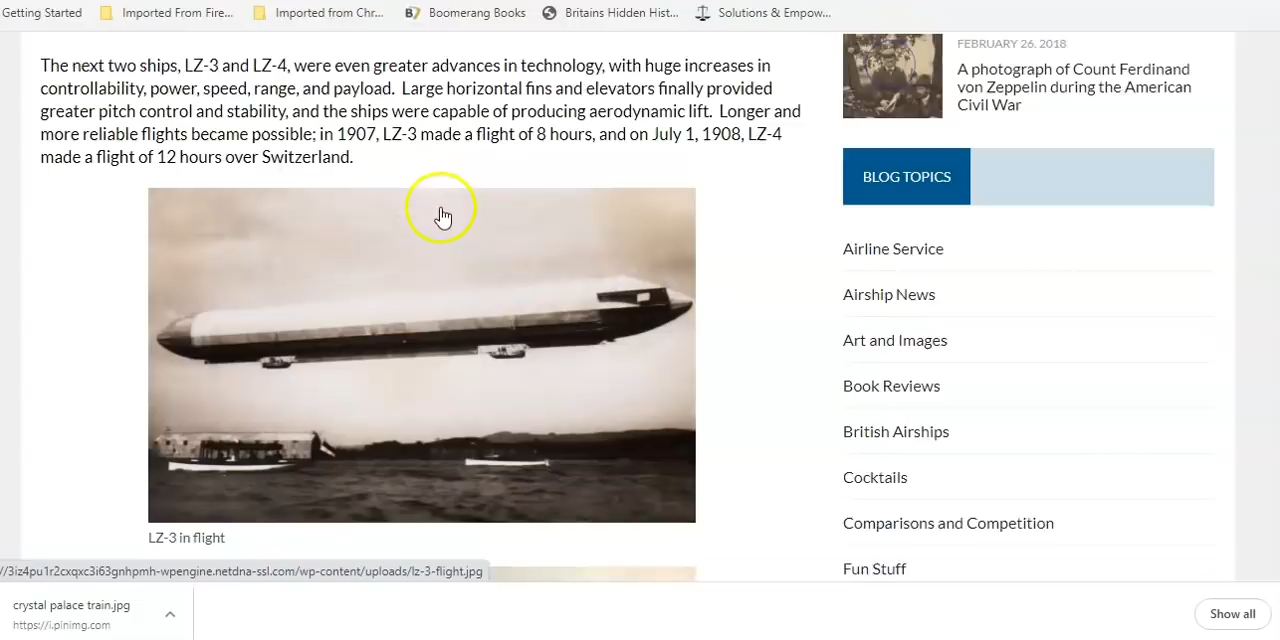 Getting Started
Imported From Fire...
Imported from Chr...
B7 Boomerang Books
Britains Hidden Hist...
Solutions & Empow...
The next two ships, LZ-3 and LZ-4, were even greater advances in technology, with huge increases in
controllability, power, speed, range, and payload. Large horizontal fins and elevators finally provided
greater pitch control and stability, and the ships were capable of producing aerodynamic lift. Longer and
more reliable flights became possible; in 1907, LZ-3 made a flight of 8 hours, and on July 1, 1908, LZ-4
made a flight of 12 hours over Switzerland.
LZ-3 in flight
FEBRUARY 26. 2018
A photograph of Count Ferdinand
von Zeppelin during the American
Civil War
BLOG TOPICS
Airline Service
Airship News
Art and Images
Book Reviews
British Airships
Cocktails
Comparisons and Competition
Fun Stuff
//3iz4pu1r2cxqxc3i63gnhpmh-wpengine.netdna-ssl.com/wp-content/uploads/lz-3-flight.jpg
crystal palace train.jpg
https://i.pinimg.com
Show all